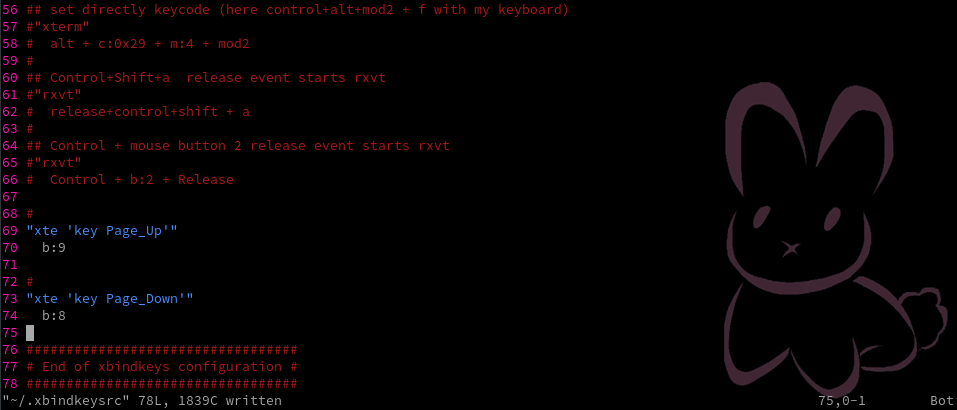 56 ## set directly keycode (here control+alt+mod2 + f with my keyboard)
57 #"xterm"
58 #  alt + c:0x29 + m:4 + mod2
59 #
60 ## Control+Shift+a  release event starts rxvt
61 #"rxvt"
62 #  release+control+shift + a
63 #
64 ## Control + mouse button 2 release event starts rxvt
65 #"rxvt"
66 #  Control + b:2 + Release
67
68 #
69 "xte 'key Page_Up'"
70   b:9
71
72 #
73 "xte 'key Page_Down'"
74   b:8
75
76 ##################################
77 # End of xbindkeys configuration #
78 ##################################
"~/.xbindkeysrc" 78L, 1839C written 75,0-1 Bot